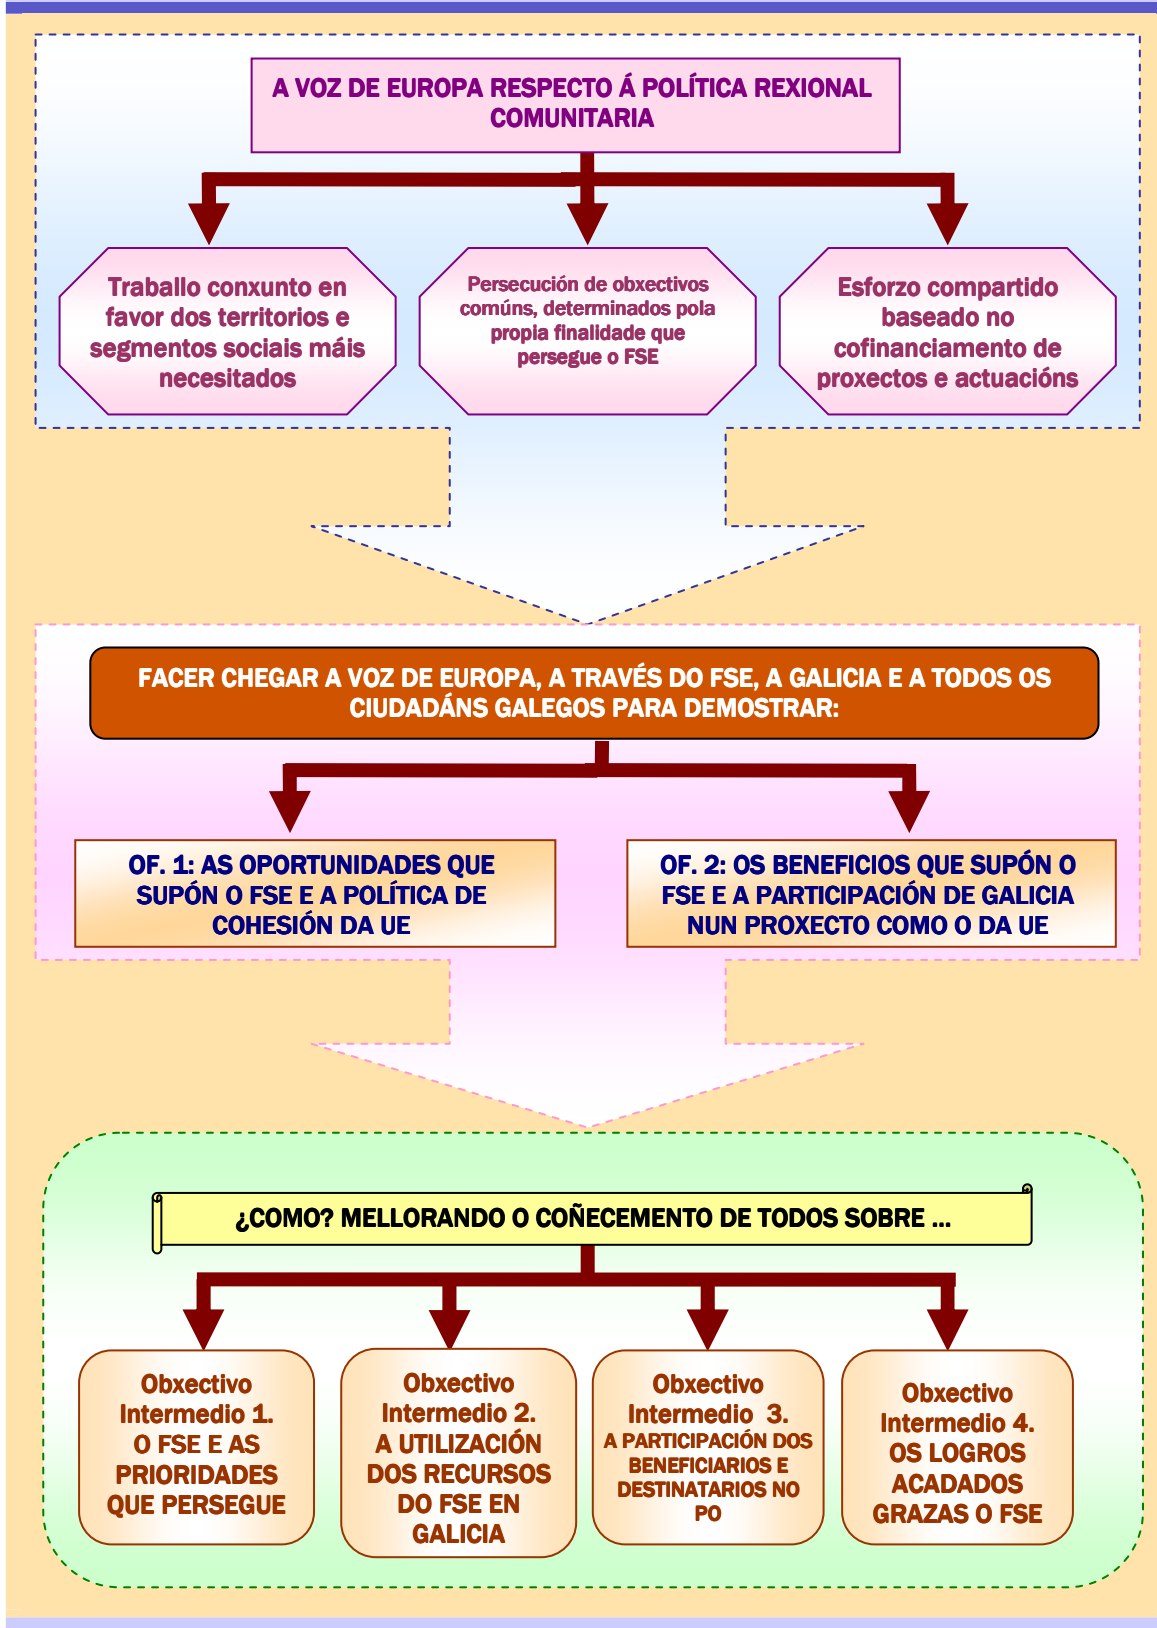 A VOZ DE EUROPA RESPECTO Á POLÍTICA REXIONAL
COMUNITARIA
Traballo conxunto en
favor dos territorios e
segmentos sociais máis
necesitados
Persecución de obxectivos
comúns, determinados pola
propia finalidade que
persegue o FSE
Esforzo compartido
baseado no
cofinanciamento de
proxectos e actuacións
FACER CHEGAR A VOZ DE EUROPA, A TRAVÉS DO FSE, A GALICIA E A TODOS OS
CIUDADÁNS GALEGOS PARA DEMOSTRAR:
OF. 1: AS OPORTUNIDADES QUE
SUPÓN O FSE E A POLÍTICA DE
COHESIÓN DA UE
OF. 2: OS BENEFICIOS QUE SUPÓN O
FSE E A PARTICIPACIÓN DE GALICIA
NUN PROXECTO COMO O DA UE
¿COMO? MELLORANDO O COÑECEMENTO DE TODOS SOBRE ...
Obxectivo
Intermedio 1.
O FSE E AS
PRIORIDADES
QUE PERSEGUE
Obxectivo
Intermedio 2.
A UTILIZACIÓN
DOS RECURSOS
DO FSE EN
GALICIA
Obxectivo
Intermedio 3.
A PARTICIPACIÓN DOS
BENEFICIARIOS E
DESTINATARIOS NO
PO
Obxectivo
Intermedio 4.
OS LOGROS
ACADADOS
GRAZAS O FSE